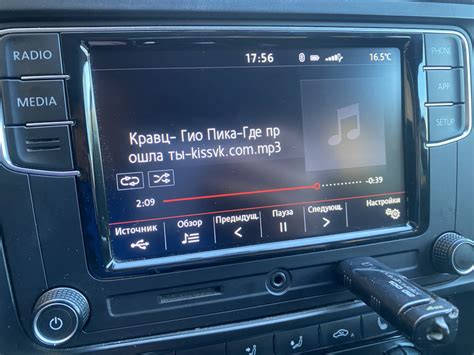 RADIO
MEDIA
PHONE
APP
SETUP
17:56
16.5°C
Кравц- Гио Пика-Где пр
ошла ты-kissvk.com.mp3
2:09
-0:39
Источник
Обзор
Предыдущ.
Пауза
Следующ.
Настройки